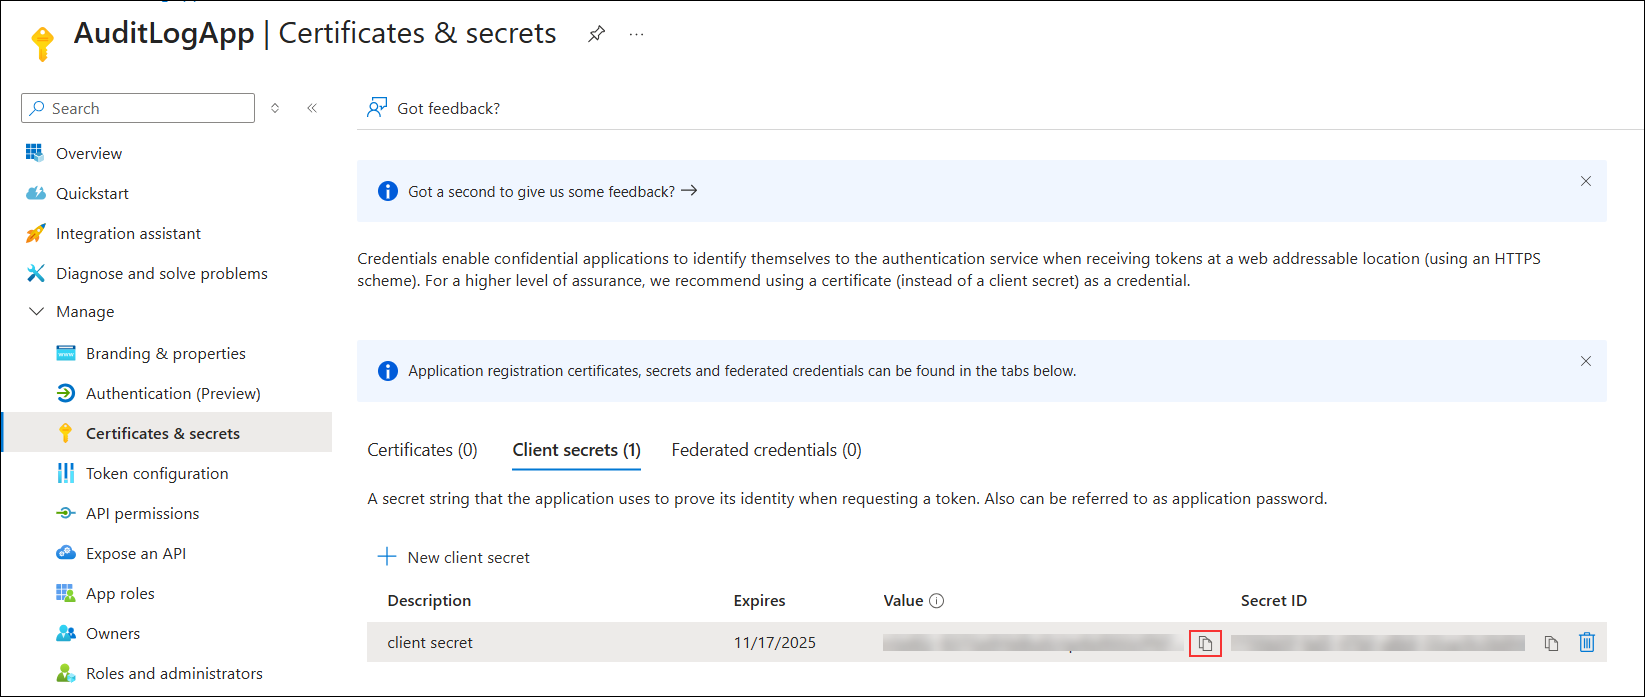 AuditLogApp | Certificates & secrets
Search
Got feedback?
Overview
Quickstart
Integration assistant
Diagnose and solve problems
Manage
Branding & properties
Authentication (Preview)
Certificates & secrets
Token configuration
API permissions
Expose an API
App roles
Owners
Roles and administrators
Got a second to give us some feedback?
Credentials enable confidential applications to identify themselves to the authentication service when receiving tokens at a web addressable location (using an HTTPS
scheme). For a higher level of assurance, we recommend using a certificate (instead of a client secret) as a credential.
Application registration certificates, secrets and federated credentials can be found in the tabs below.
Certificates (0) Client secrets (1) Federated credentials (0)
A secret string that the application uses to prove its identity when requesting a token. Also can be referred to as application password.
New client secret
Description Expires Value Secret ID
client secret 11/17/2025